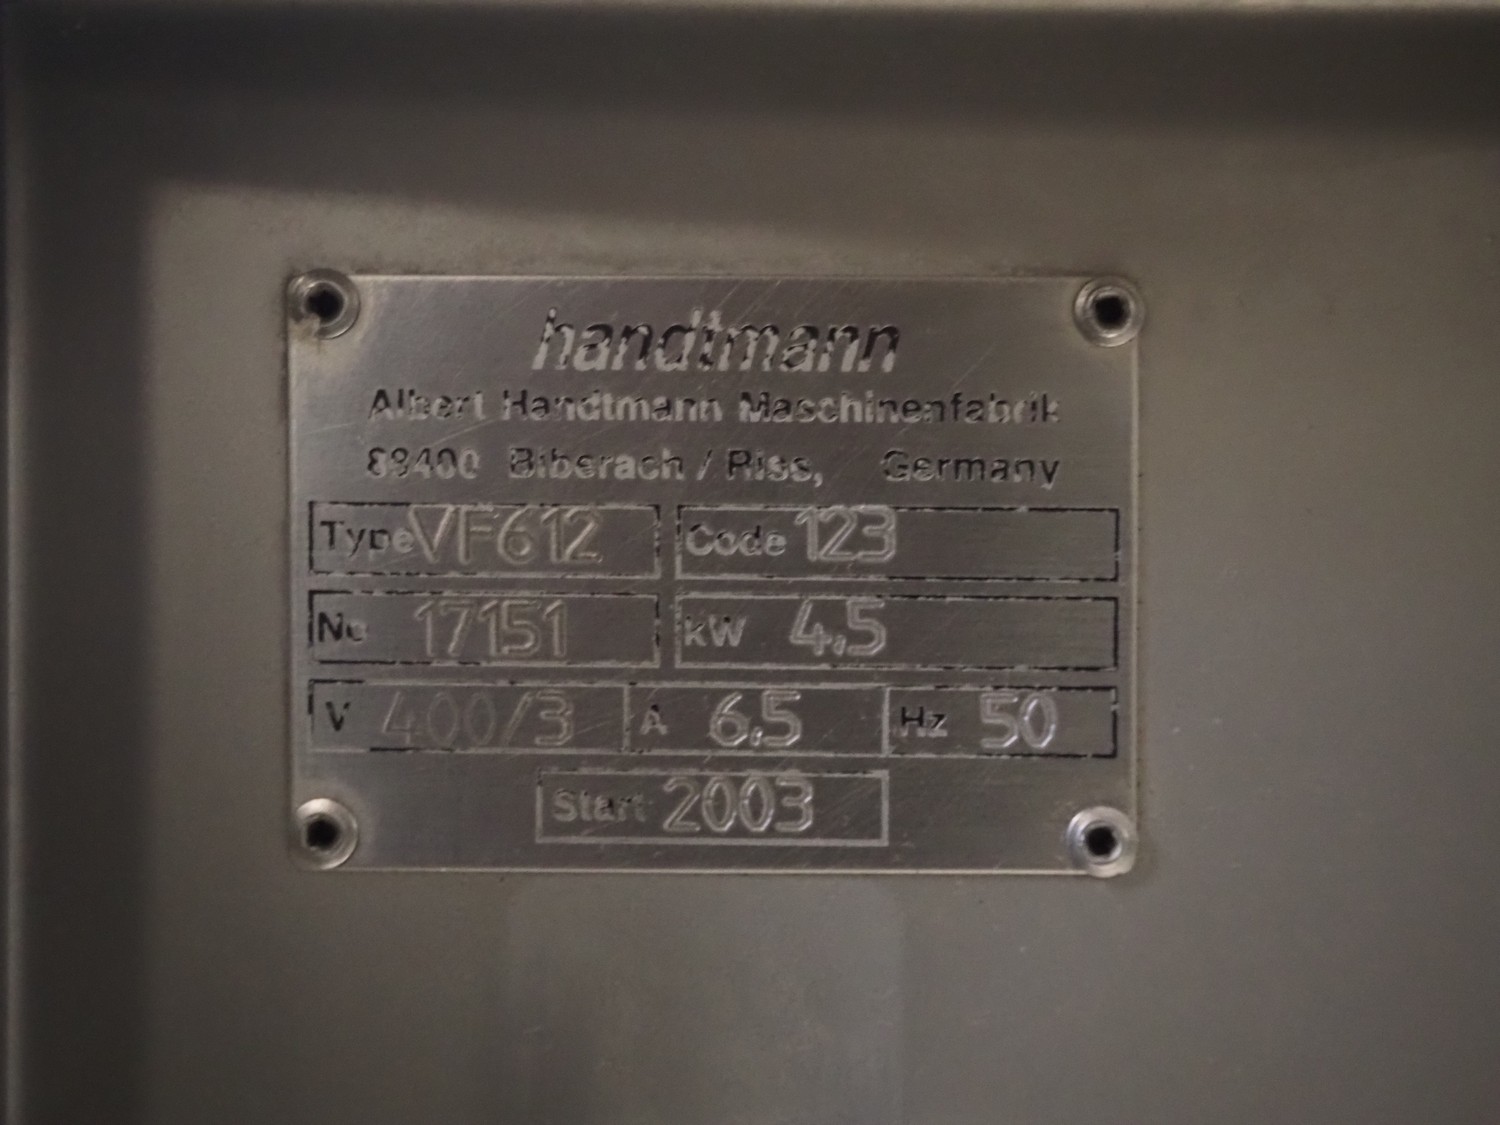 handtmann
Albert Handtmann Maschinenfabrik
88400 Biberach / Riss, Germany
Type VF612 Code 123
No 17151 kW 4,5
V 400/3 A 6,5 Hz 50
Start 2003